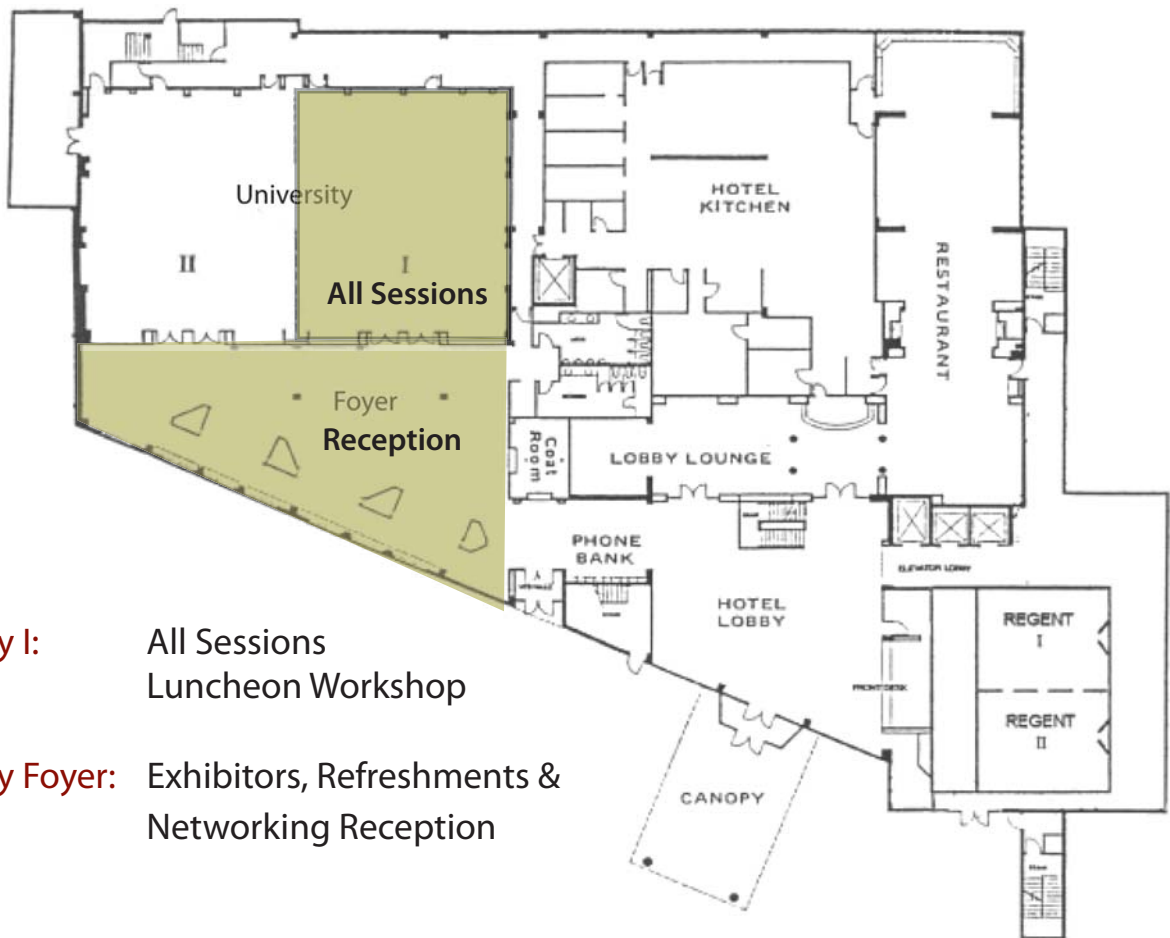 University
II
I
All Sessions
Foyer
Reception
HOTEL
KITCHEN
RESTAURANT
Coat
Room
LOBBY LOUNGE
PHONE
BANK
ELEVATOR LOBBY
HOTEL
LOBBY
REGENT
I
FRONT DESK
REGENT
II
CANOPY
y I: All Sessions
Luncheon Workshop
y Foyer: Exhibitors, Refreshments &
Networking Reception